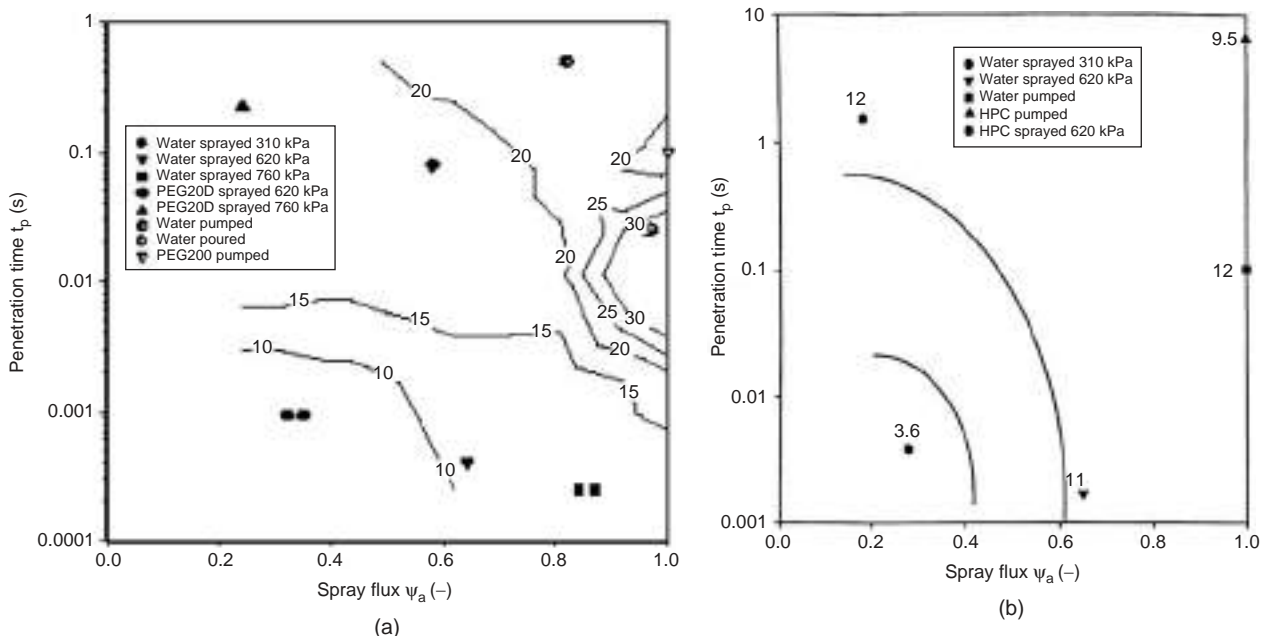 1
0.1
0.01
0.001
0.0001
Penetration time t_p (s)
Water sprayed 310 kPa
Water sprayed 620 kPa
Water sprayed 760 kPa
PEG20D sprayed 620 kPa
PEG20D sprayed 760 kPa
Water pumped
Water poured
PEG200 pumped
20
20
20
20
20
25
25
30
30
15
15
15
15
10
10
10
0.0
0.2
0.4
0.6
0.8
1.0
Spray flux ψ_a (–)
(a)
10
1
0.1
0.01
0.001
Penetration time t_p (s)
Water sprayed 310 kPa
Water sprayed 620 kPa
Water pumped
HPC pumped
HPC sprayed 620 kPa
9.5
12
12
3.6
11
0.0
0.2
0.4
0.6
0.8
1.0
Spray flux ψ_a (–)
(b)